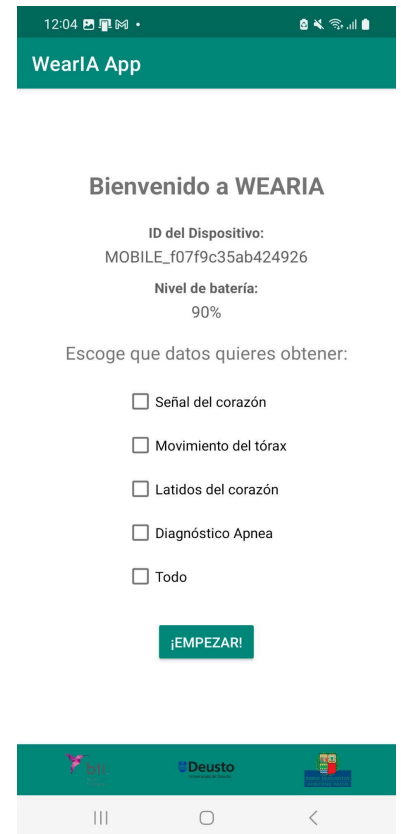 12:04
WearIA App
Bienvenido a WEARIA
ID del Dispositivo:
MOBILE_f07f9c35ab424926
Nivel de batería:
90%
Escoge que datos quieres obtener:
Señal del corazón
Movimiento del tórax
Latidos del corazón
Diagnóstico Apnea
Todo
¡EMPEZAR!
Deusto